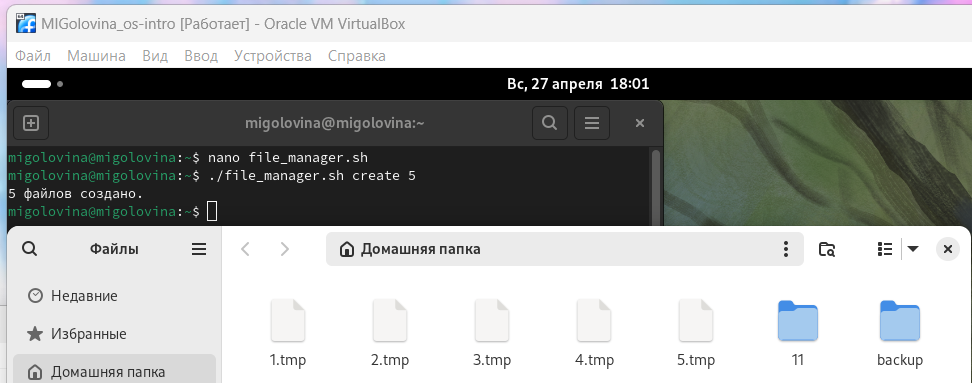 MIGolovina_os-intro [Работает] - Oracle VM VirtualBox
Файл Машина Вид Ввод Устройства Справка
Вс, 27 апреля 18:01
migolovina@migolovina:~
migolovina@migolovina:~$ nano file_manager.sh
migolovina@migolovina:~$ ./file_manager.sh create 5
5 файлов создано.
migolovina@migolovina:~$
Файлы
Домашняя папка
Недавние
Избранные
Домашняя папка
1.tmp 2.tmp 3.tmp 4.tmp 5.tmp 11 backup